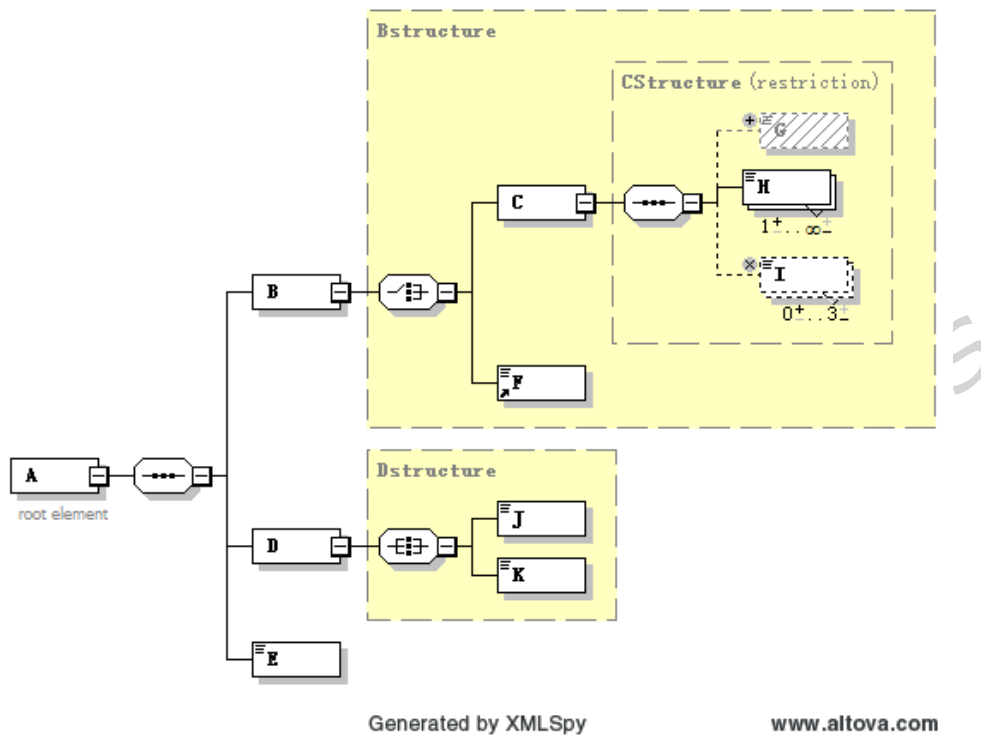 Bstructure
CStructure (restriction)
G
H
1..∞
I
0..3
C
B
F
A
root element
Dstructure
J
D
K
E
Generated by XMLSpy
www.altova.com